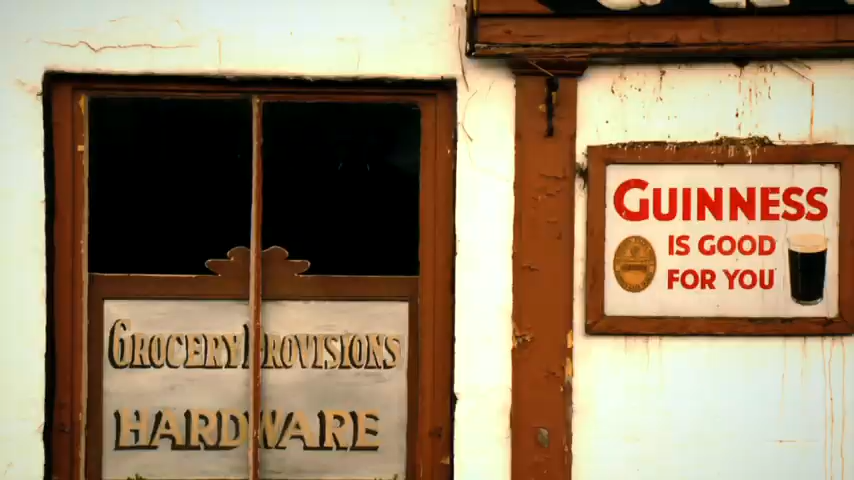 GROCERY PROVISIONS
HARDWARE
GUINNESS
IS GOOD
FOR YOU